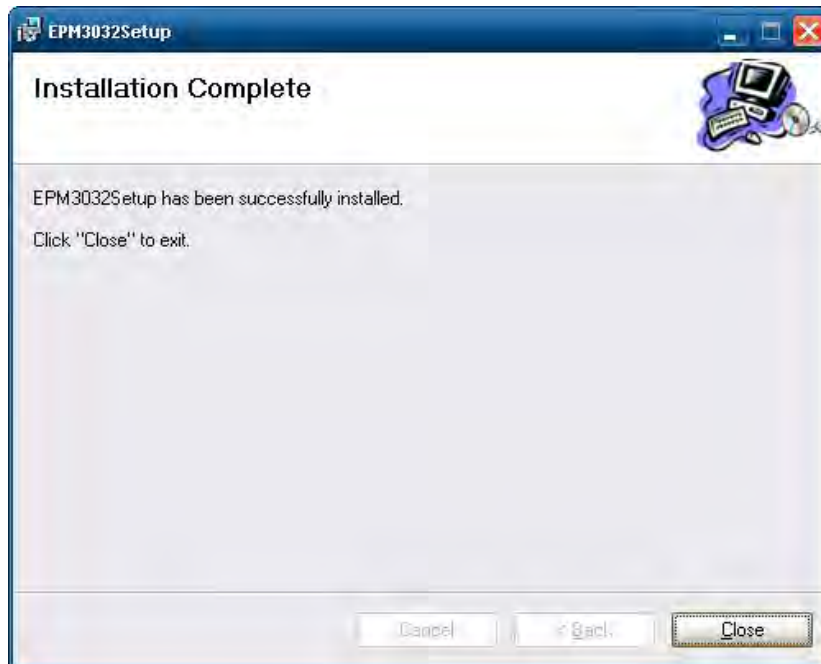 EPM3032Setup
Installation Complete
EPM3032Setup has been successfully installed.
Click "Close" to exit.
Cancel
< Back
Close